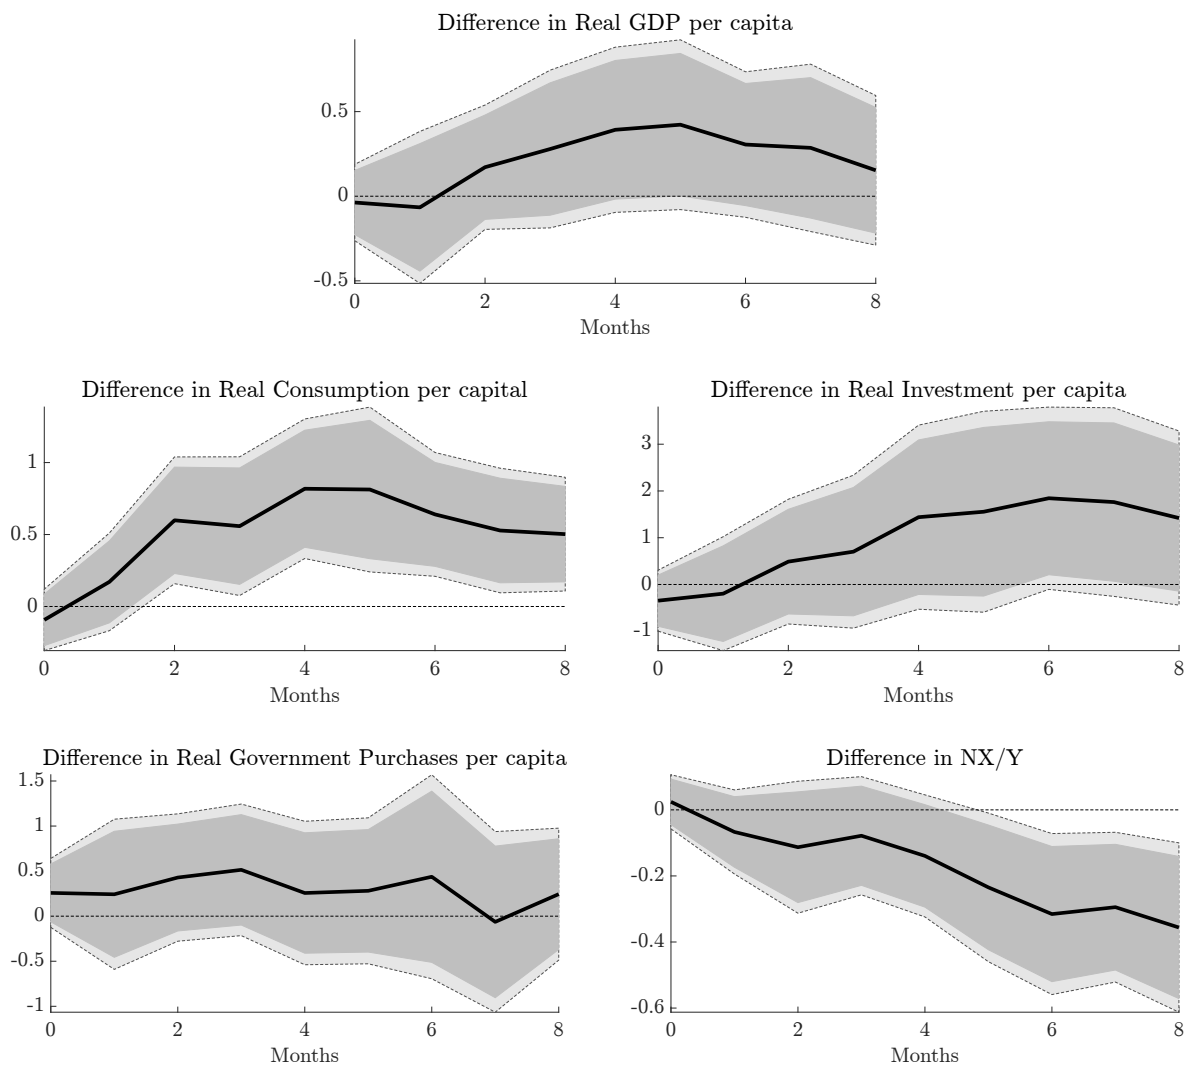 Difference in Real GDP per capita
0.5
0
-0.5
0 2 4 6 8
Months
Difference in Real Consumption per capital
1
0.5
0
0 2 4 6 8
Months
Difference in Real Investment per capita
3
2
1
0
-1
0 2 4 6 8
Months
Difference in Real Government Purchases per capita
1.5
1
0.5
0
-0.5
-1
0 2 4 6 8
Months
Difference in NX/Y
0
-0.2
-0.4
-0.6
0 2 4 6 8
Months